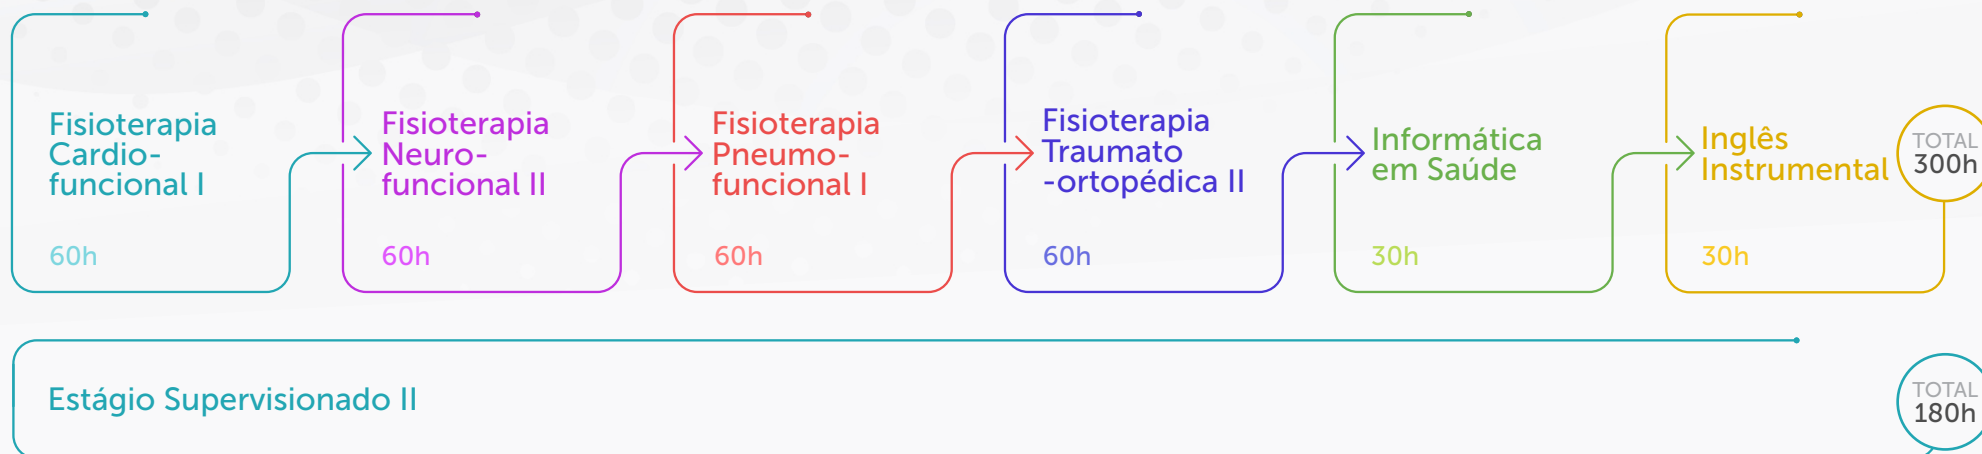 Fisioterapia
Cardio-
funcional I
60h
Fisioterapia
Neuro-
funcional II
60h
Fisioterapia
Pneumo-
funcional I
60h
Fisioterapia
Traumato
-ortopédica II
60h
Informática
em Saúde
30h
Inglês
Instrumental
30h
TOTAL
300h
Estágio Supervisionado II
TOTAL
180h